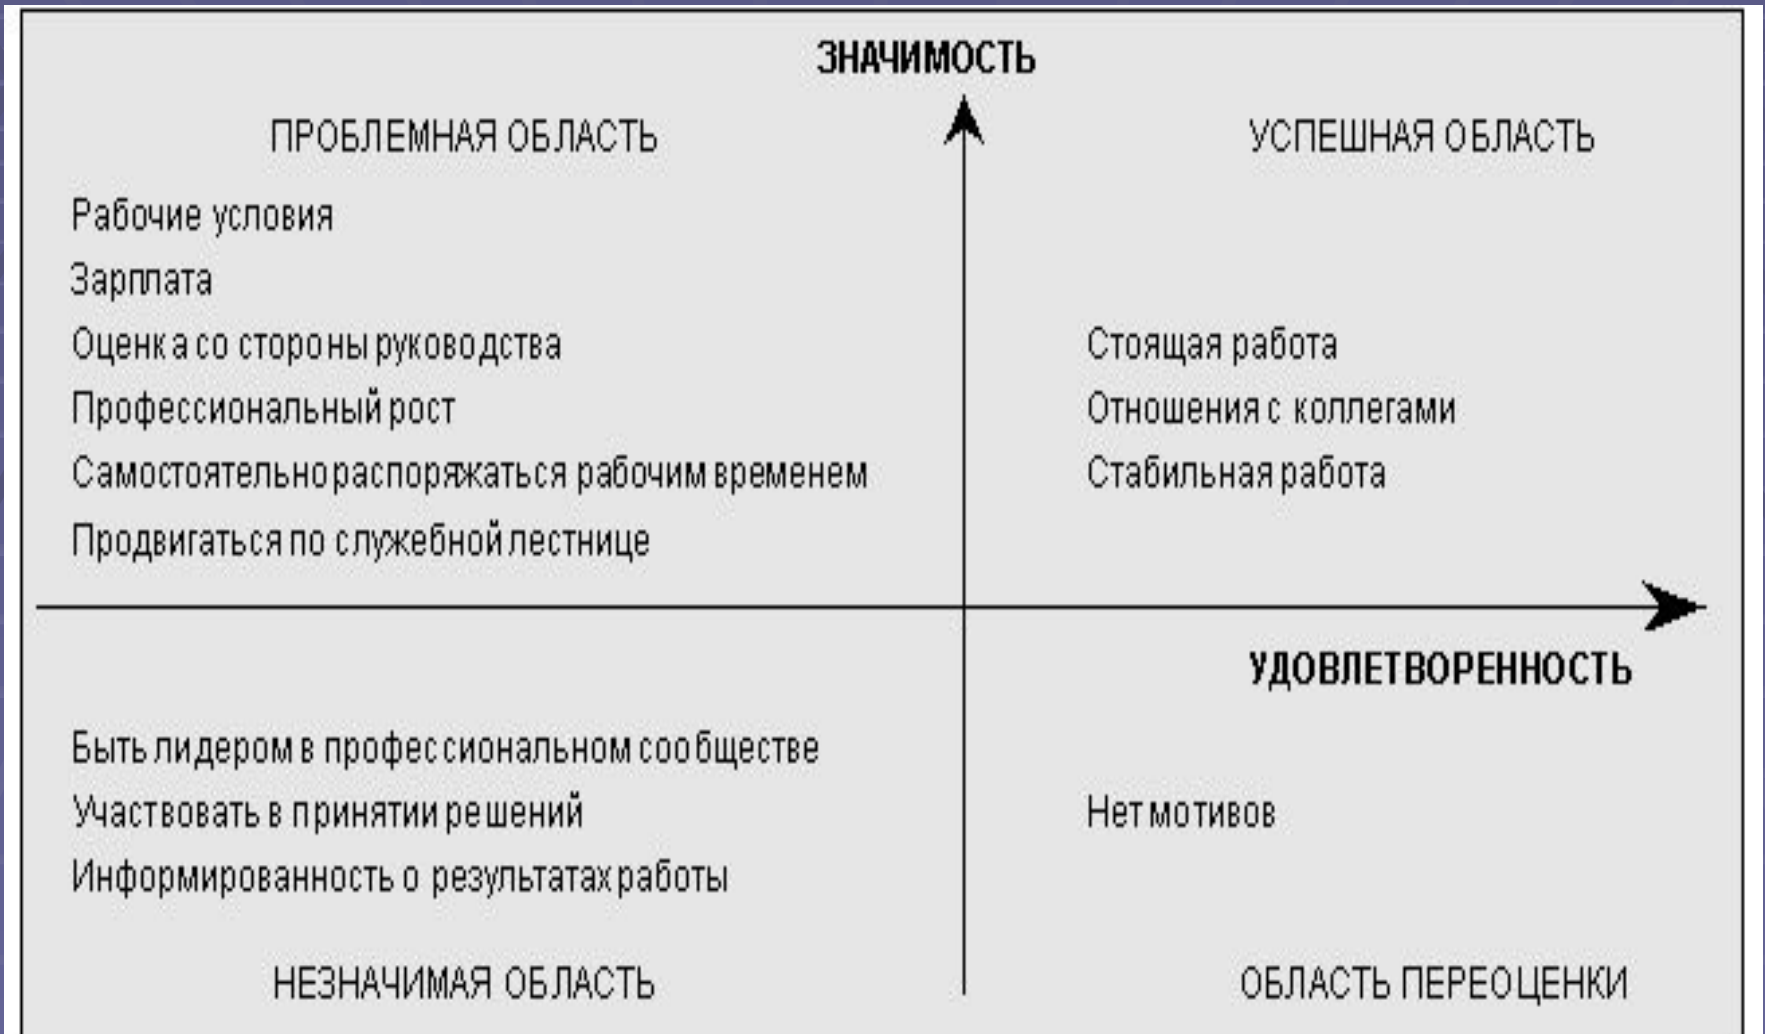 ЗНАЧИМОСТЬ
ПРОБЛЕМНАЯ ОБЛАСТЬ
Рабочие условия
Зарплата
Оценка со стороны руководства
Профессиональный рост
Самостоятельно распоряжаться рабочим временем
Продвигаться по служебной лестнице
УСПЕШНАЯ ОБЛАСТЬ
Стоящая работа
Отношения с коллегами
Стабильная работа
УДОВЛЕТВОРЕННОСТЬ
Быть лидером в профессиональном сообществе
Участвовать в принятии решений
Информированность о результатах работы
НЕЗНАЧИМАЯ ОБЛАСТЬ
Нет мотивов
ОБЛАСТЬ ПЕРЕОЦЕНКИ